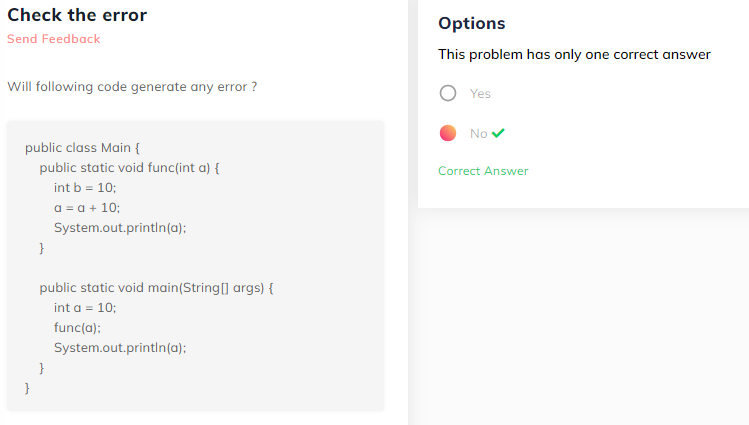 Check the error
Send Feedback
Will following code generate any error ?
public class Main {
    public static void func(int a) {
        int b = 10;
        a = a + 10;
        System.out.println(a);
    }

    public static void main(String[] args) {
        int a = 10;
        func(a);
        System.out.println(a);
    }
}
Options
This problem has only one correct answer
Yes
No
Correct Answer